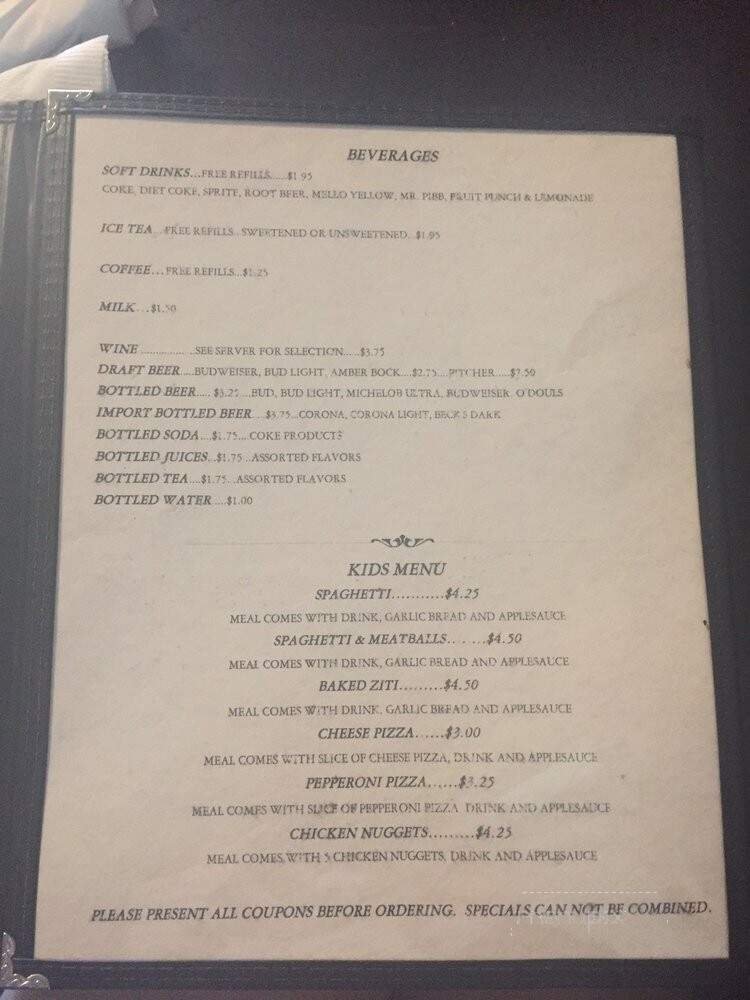 BEVERAGES
SOFT DRINKS...FREE REFILLS.....$1.95
COKE, DIET COKE, SPRITE, ROOT BEER, MELLO YELLOW, MR. PIBB, FRUIT PUNCH & LEMONADE
ICE TEA...FREE REFILLS...SWEETENED OR UNSWEETENED...$1.95
COFFEE...FREE REFILLS...$1.25
MILK...$1.50
WINE ..................SEE SERVER FOR SELECTION.....$3.75
DRAFT BEER....BUDWEISER, BUD LIGHT, AMBER BOCK....$2.75....PITCHER.....$7.50
BOTTLED BEER..... $3.25....BUD, BUD LIGHT, MICHELOB ULTRA, BUDWEISER, O'DOULS
IMPORT BOTTLED BEER....$3.75...CORONA, CORONA LIGHT, BECK'S DARK
BOTTLED SODA...$1.75....COKE PRODUCTS
BOTTLED JUICES...$1.75...ASSORTED FLAVORS
BOTTLED TEA....$1.75...ASSORTED FLAVORS
BOTTLED WATER....$1.00
KIDS MENU
SPAGHETTI...........$4.25
MEAL COMES WITH DRINK, GARLIC BREAD AND APPLESAUCE
SPAGHETTI & MEATBALLS........$4.50
MEAL COMES WITH DRINK, GARLIC BREAD AND APPLESAUCE
BAKED ZITI.........$4.50
MEAL COMES WITH DRINK, GARLIC BREAD AND APPLESAUCE
CHEESE PIZZA......$3.00
MEAL COMES WITH SLICE OF CHEESE PIZZA, DRINK AND APPLESAUCE
PEPPERONI PIZZA......$3.25
MEAL COMES WITH SLICE OF PEPPERONI PIZZA, DRINK AND APPLESAUCE
CHICKEN NUGGETS.........$4.25
MEAL COMES WITH 5 CHICKEN NUGGETS, DRINK AND APPLESAUCE
PLEASE PRESENT ALL COUPONS BEFORE ORDERING. SPECIALS CAN NOT BE COMBINED.